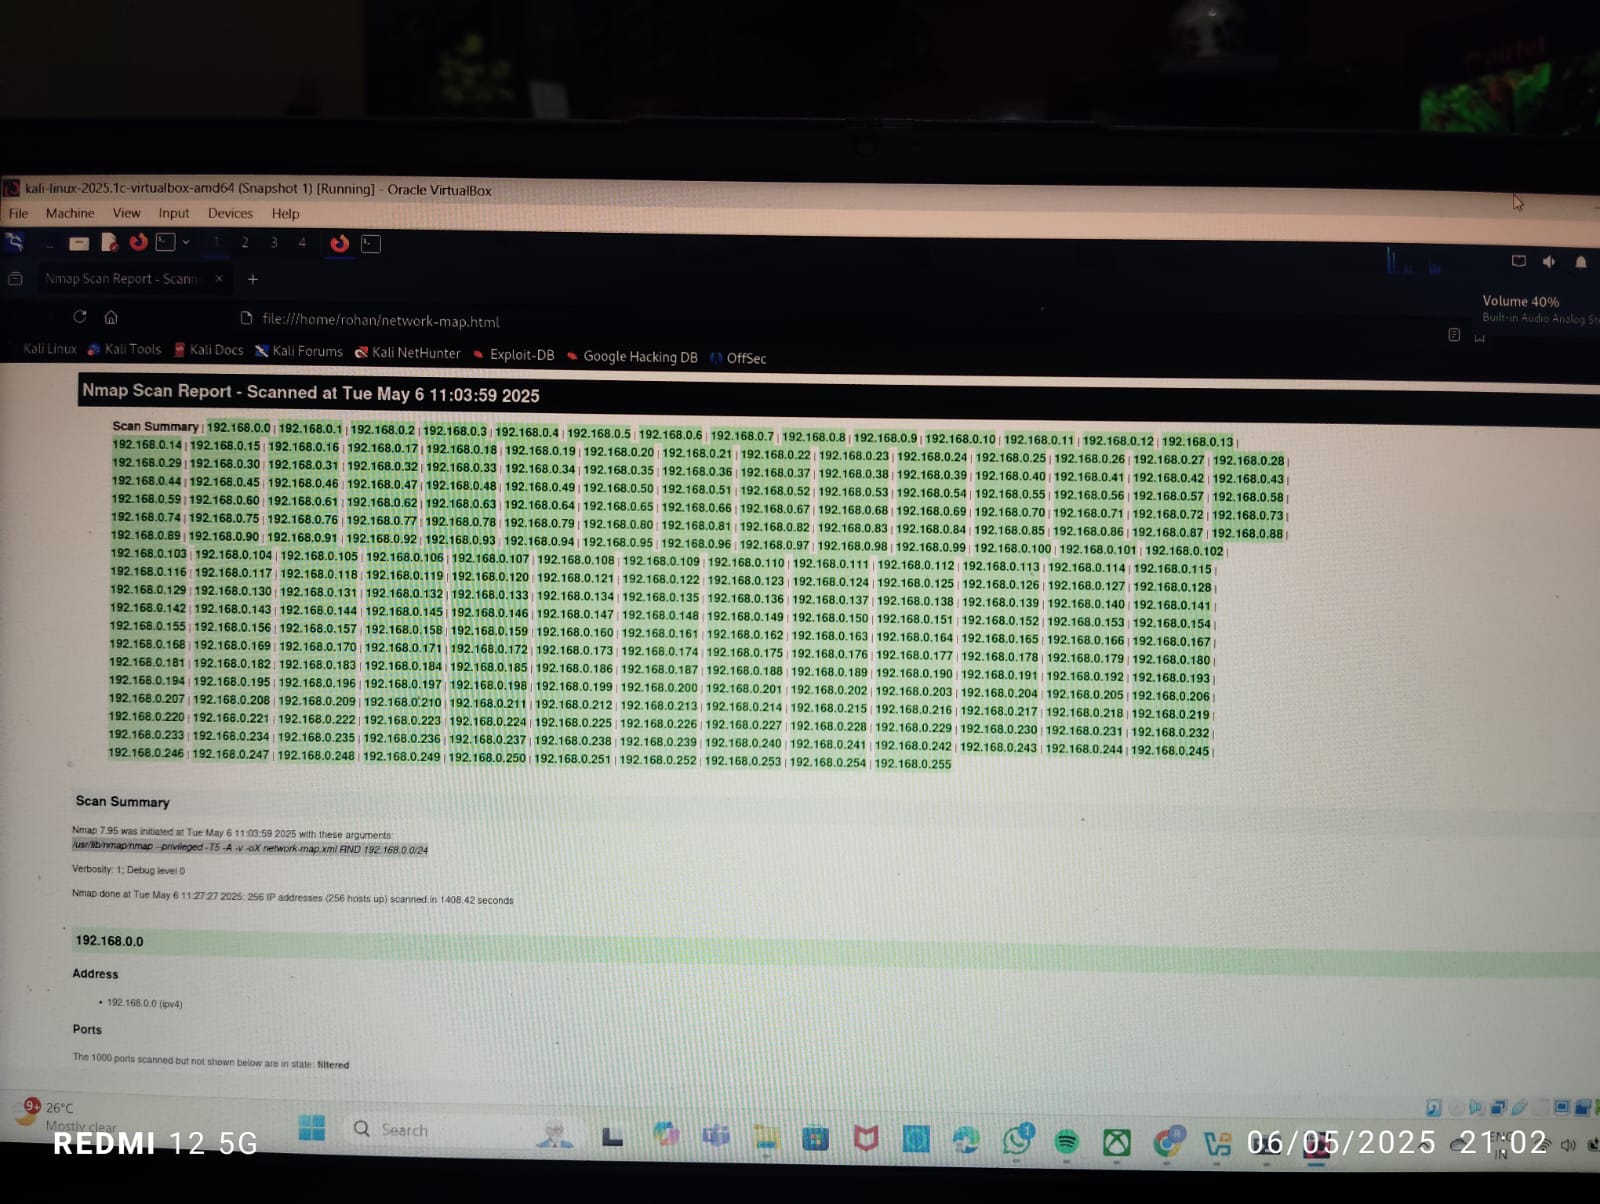 airtel
kali-linux-2025.1c-virtualbox-amd64 (Snapshot 1) [Running] - Oracle VirtualBox
File Machine View Input Devices Help
1 2 3 4
Nmap Scan Report - Scann × +
file:///home/rohan/network-map.html
Volume 40%
Built-in Audio Analog St
Kali Linux Kali Tools Kali Docs Kali Forums Kali NetHunter Exploit-DB Google Hacking DB OffSec
Nmap Scan Report - Scanned at Tue May 6 11:03:59 2025
Scan Summary | 192.168.0.0 | 192.168.0.1 | 192.168.0.2 | 192.168.0.3 | 192.168.0.4 | 192.168.0.5 | 192.168.0.6 | 192.168.0.7 | 192.168.0.8 | 192.168.0.9 | 192.168.0.10 | 192.168.0.11 | 192.168.0.12 | 192.168.0.13 |
192.168.0.14 | 192.168.0.15 | 192.168.0.16 | 192.168.0.17 | 192.168.0.18 | 192.168.0.19 | 192.168.0.20 | 192.168.0.21 | 192.168.0.22 | 192.168.0.23 | 192.168.0.24 | 192.168.0.25 | 192.168.0.26 | 192.168.0.27 | 192.168.0.28 |
192.168.0.29 | 192.168.0.30 | 192.168.0.31 | 192.168.0.32 | 192.168.0.33 | 192.168.0.34 | 192.168.0.35 | 192.168.0.36 | 192.168.0.37 | 192.168.0.38 | 192.168.0.39 | 192.168.0.40 | 192.168.0.41 | 192.168.0.42 | 192.168.0.43 |
192.168.0.44 | 192.168.0.45 | 192.168.0.46 | 192.168.0.47 | 192.168.0.48 | 192.168.0.49 | 192.168.0.50 | 192.168.0.51 | 192.168.0.52 | 192.168.0.53 | 192.168.0.54 | 192.168.0.55 | 192.168.0.56 | 192.168.0.57 | 192.168.0.58 |
192.168.0.59 | 192.168.0.60 | 192.168.0.61 | 192.168.0.62 | 192.168.0.63 | 192.168.0.64 | 192.168.0.65 | 192.168.0.66 | 192.168.0.67 | 192.168.0.68 | 192.168.0.69 | 192.168.0.70 | 192.168.0.71 | 192.168.0.72 | 192.168.0.73 |
192.168.0.74 | 192.168.0.75 | 192.168.0.76 | 192.168.0.77 | 192.168.0.78 | 192.168.0.79 | 192.168.0.80 | 192.168.0.81 | 192.168.0.82 | 192.168.0.83 | 192.168.0.84 | 192.168.0.85 | 192.168.0.86 | 192.168.0.87 | 192.168.0.88 |
192.168.0.89 | 192.168.0.90 | 192.168.0.91 | 192.168.0.92 | 192.168.0.93 | 192.168.0.94 | 192.168.0.95 | 192.168.0.96 | 192.168.0.97 | 192.168.0.98 | 192.168.0.99 | 192.168.0.100 | 192.168.0.101 | 192.168.0.102 |
192.168.0.103 | 192.168.0.104 | 192.168.0.105 | 192.168.0.106 | 192.168.0.107 | 192.168.0.108 | 192.168.0.109 | 192.168.0.110 | 192.168.0.111 | 192.168.0.112 | 192.168.0.113 | 192.168.0.114 | 192.168.0.115 |
192.168.0.116 | 192.168.0.117 | 192.168.0.118 | 192.168.0.119 | 192.168.0.120 | 192.168.0.121 | 192.168.0.122 | 192.168.0.123 | 192.168.0.124 | 192.168.0.125 | 192.168.0.126 | 192.168.0.127 | 192.168.0.128 |
192.168.0.129 | 192.168.0.130 | 192.168.0.131 | 192.168.0.132 | 192.168.0.133 | 192.168.0.134 | 192.168.0.135 | 192.168.0.136 | 192.168.0.137 | 192.168.0.138 | 192.168.0.139 | 192.168.0.140 | 192.168.0.141 |
192.168.0.142 | 192.168.0.143 | 192.168.0.144 | 192.168.0.145 | 192.168.0.146 | 192.168.0.147 | 192.168.0.148 | 192.168.0.149 | 192.168.0.150 | 192.168.0.151 | 192.168.0.152 | 192.168.0.153 | 192.168.0.154 |
192.168.0.155 | 192.168.0.156 | 192.168.0.157 | 192.168.0.158 | 192.168.0.159 | 192.168.0.160 | 192.168.0.161 | 192.168.0.162 | 192.168.0.163 | 192.168.0.164 | 192.168.0.165 | 192.168.0.166 | 192.168.0.167 |
192.168.0.168 | 192.168.0.169 | 192.168.0.170 | 192.168.0.171 | 192.168.0.172 | 192.168.0.173 | 192.168.0.174 | 192.168.0.175 | 192.168.0.176 | 192.168.0.177 | 192.168.0.178 | 192.168.0.179 | 192.168.0.180 |
192.168.0.181 | 192.168.0.182 | 192.168.0.183 | 192.168.0.184 | 192.168.0.185 | 192.168.0.186 | 192.168.0.187 | 192.168.0.188 | 192.168.0.189 | 192.168.0.190 | 192.168.0.191 | 192.168.0.192 | 192.168.0.193 |
192.168.0.194 | 192.168.0.195 | 192.168.0.196 | 192.168.0.197 | 192.168.0.198 | 192.168.0.199 | 192.168.0.200 | 192.168.0.201 | 192.168.0.202 | 192.168.0.203 | 192.168.0.204 | 192.168.0.205 | 192.168.0.206 |
192.168.0.207 | 192.168.0.208 | 192.168.0.209 | 192.168.0.210 | 192.168.0.211 | 192.168.0.212 | 192.168.0.213 | 192.168.0.214 | 192.168.0.215 | 192.168.0.216 | 192.168.0.217 | 192.168.0.218 | 192.168.0.219 |
192.168.0.220 | 192.168.0.221 | 192.168.0.222 | 192.168.0.223 | 192.168.0.224 | 192.168.0.225 | 192.168.0.226 | 192.168.0.227 | 192.168.0.228 | 192.168.0.229 | 192.168.0.230 | 192.168.0.231 | 192.168.0.232 |
192.168.0.233 | 192.168.0.234 | 192.168.0.235 | 192.168.0.236 | 192.168.0.237 | 192.168.0.238 | 192.168.0.239 | 192.168.0.240 | 192.168.0.241 | 192.168.0.242 | 192.168.0.243 | 192.168.0.244 | 192.168.0.245 |
192.168.0.246 | 192.168.0.247 | 192.168.0.248 | 192.168.0.249 | 192.168.0.250 | 192.168.0.251 | 192.168.0.252 | 192.168.0.253 | 192.168.0.254 | 192.168.0.255
Scan Summary
Nmap 7.95 was initiated at Tue May 6 11:03:59 2025 with these arguments:
/usr/lib/nmap/nmap --privileged -T5 -A -v -oX network-map.xml RND 192.168.0.0/24
Verbosity: 1; Debug level 0
Nmap done at Tue May 6 11:27:27 2025; 256 IP addresses (256 hosts up) scanned in 1408.42 seconds
192.168.0.0
Address
• 192.168.0.0 (ipv4)
Ports
The 1000 ports scanned but not shown below are in state: filtered
9+ 26°C
Mostly clear
Search
REDMI 12 5G
06/05/2025 21:02
ENG
IN